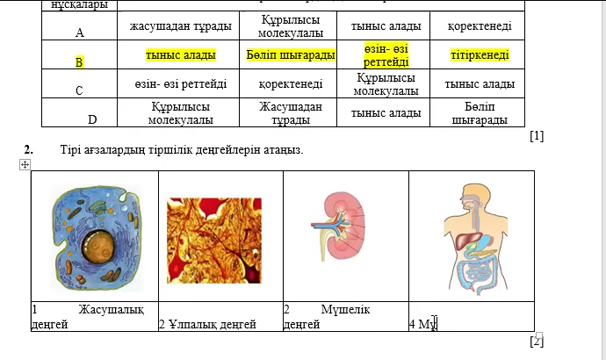 нұсқалары
A жасушадан тұрады Құрылысы молекулалы тыныс алады қоректенеді
B тыныс алады Бөліп шығарады өзін- өзі реттейді тітіркенеді
C өзін- өзі реттейді қоректенеді Құрылысы молекулалы тыныс алады
D Құрылысы молекулалы Жасушадан тұрады тыныс алады Бөліп шығарады
[1]
2. Тірі ағзалардың тіршілік деңгейлерін атаңыз.
1 Жасушалық деңгей 2 Ұлпалық деңгей 2 Мүшелік деңгей 4 Мү
[2]